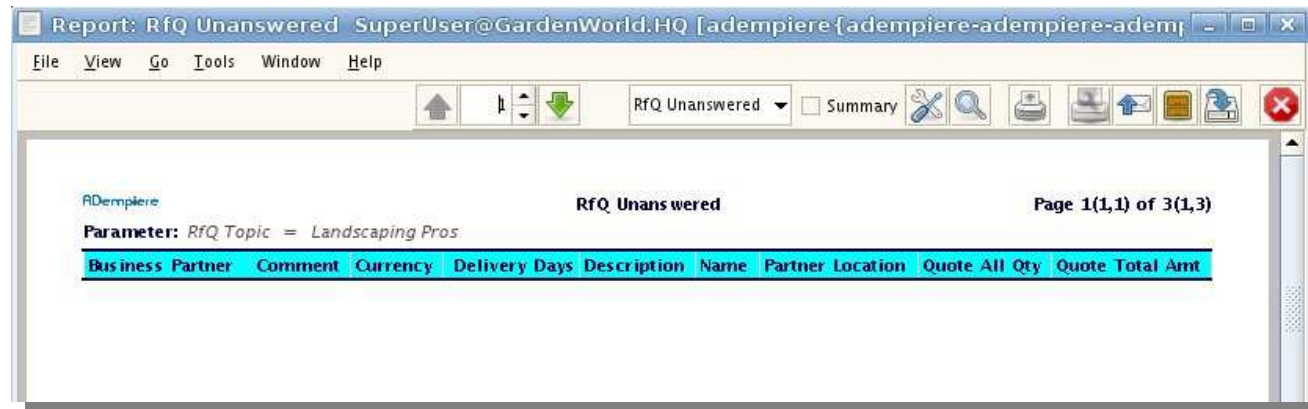 Report: RfQ Unanswered SuperUser@GardenWorld.HQ [adempiere{adempiere-adempiere-ademp
File View Go Tools Window Help
1 RfQ Unanswered Summary
ADempiere RfQ Unanswered Page 1(1,1) of 3(1,3)
Parameter: RfQ Topic = Landscaping Pros
Business Partner Comment Currency Delivery Days Description Name Partner Location Quote All Qty Quote Total Amt